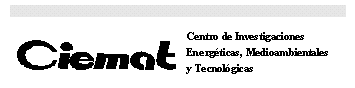 Ciemat
Centro de Investigaciones
Energéticas, Medioambientales
y Tecnológicas